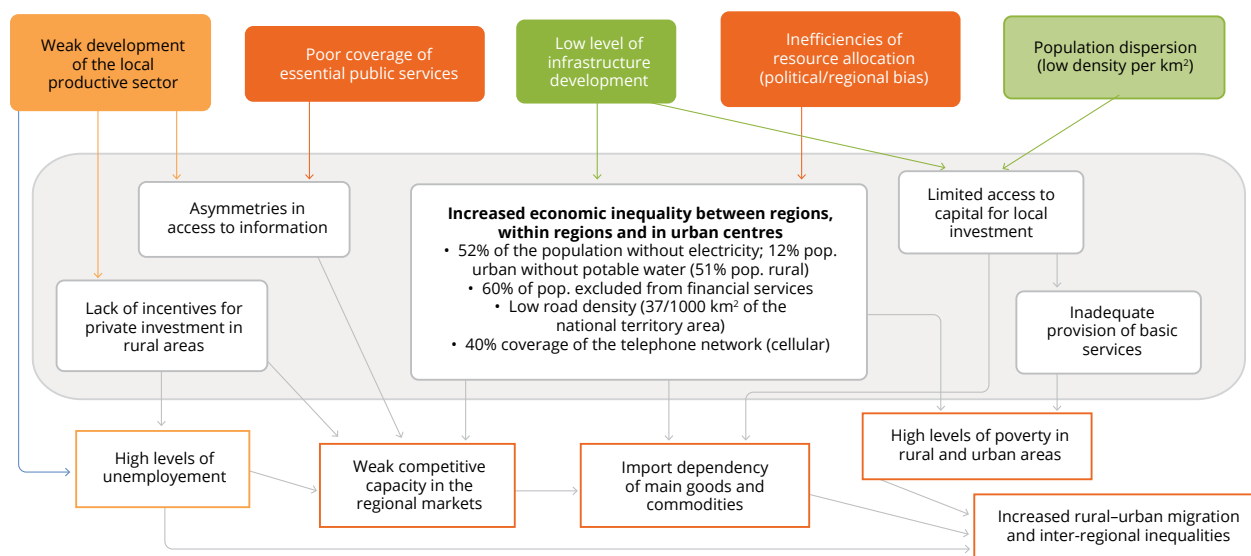 Weak development
of the local
productive sector
Poor coverage of
essential public services
Low level of
infrastructure
development
Inefficiencies of
resource allocation
(political/regional bias)
Population dispersion
(low density per km²)
Asymmetries in
access to information
Increased economic inequality between regions,
within regions and in urban centres
• 52% of the population without electricity; 12% pop.
urban without potable water (51% pop. rural)
• 60% of pop. excluded from financial services
• Low road density (37/1000 km² of the
national territory area)
• 40% coverage of the telephone network (cellular)
Limited access to
capital for local
investment
Lack of incentives for
private investment in
rural areas
Inadequate
provision of basic
services
High levels of
unemployement
Weak competitive
capacity in the
regional markets
Import dependency
of main goods and
commodities
High levels of poverty in
rural and urban areas
Increased rural–urban migration
and inter-regional inequalities